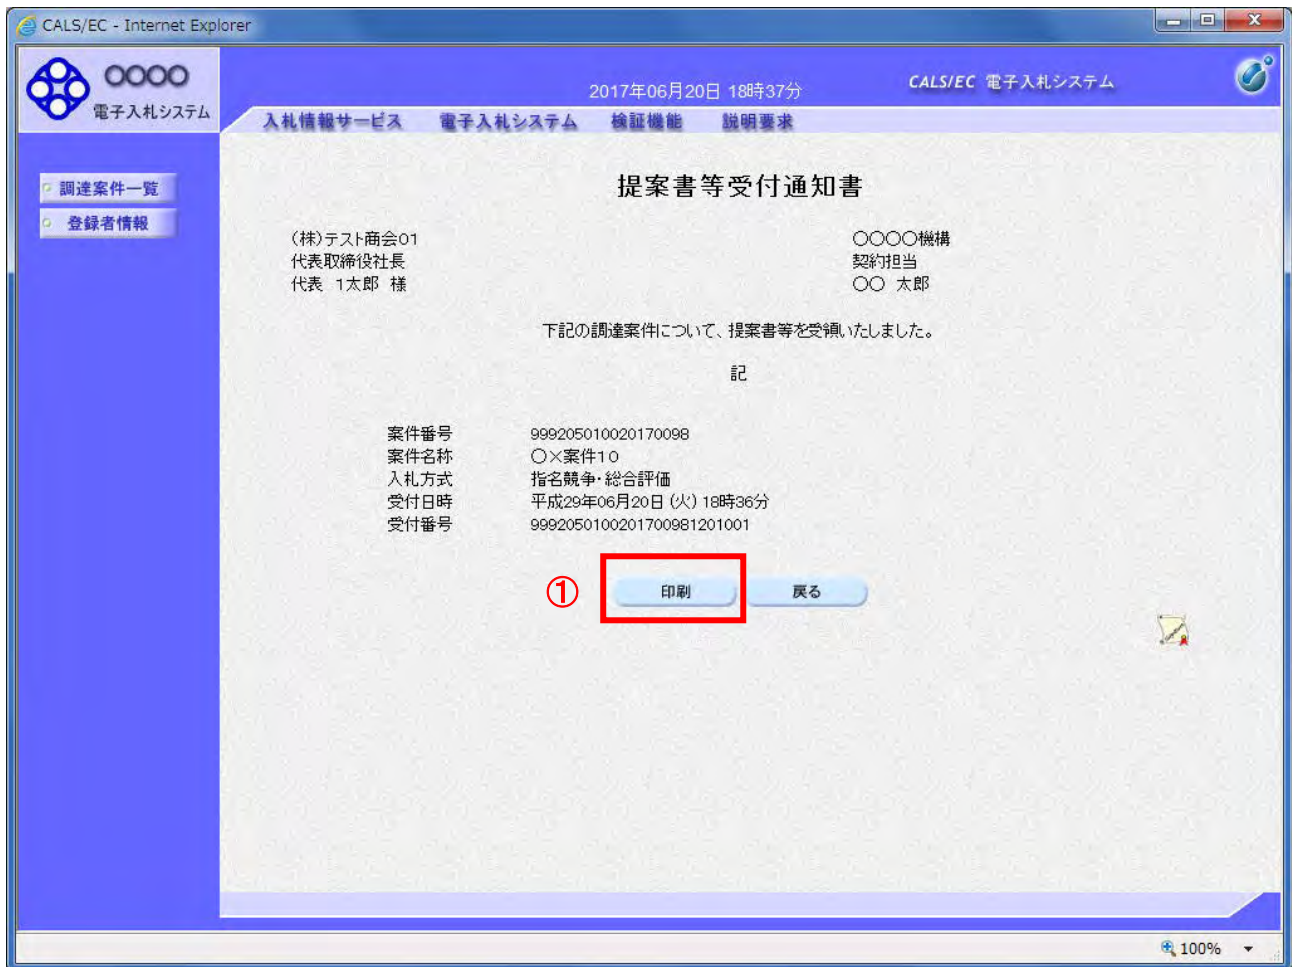 CALS/EC - Internet Explorer
〇〇〇〇
電子入札システム
2017年06月20日 18時37分
CALS/EC 電子入札システム
入札情報サービス 電子入札システム 検証機能 説明要求
調達案件一覧
登録者情報
提案書等受付通知書
(株)テスト商会01
代表取締役社長
代表 1太郎 様
〇〇〇〇機構
契約担当
〇〇 太郎
下記の調達案件について、提案書等を受領いたしました。
記
案件番号 999205010020170098
案件名称 〇×案件10
入札方式 指名競争・総合評価
受付日時 平成29年06月20日 (火) 18時36分
受付番号 9992050100201700981201001
① 印刷 戻る
100%